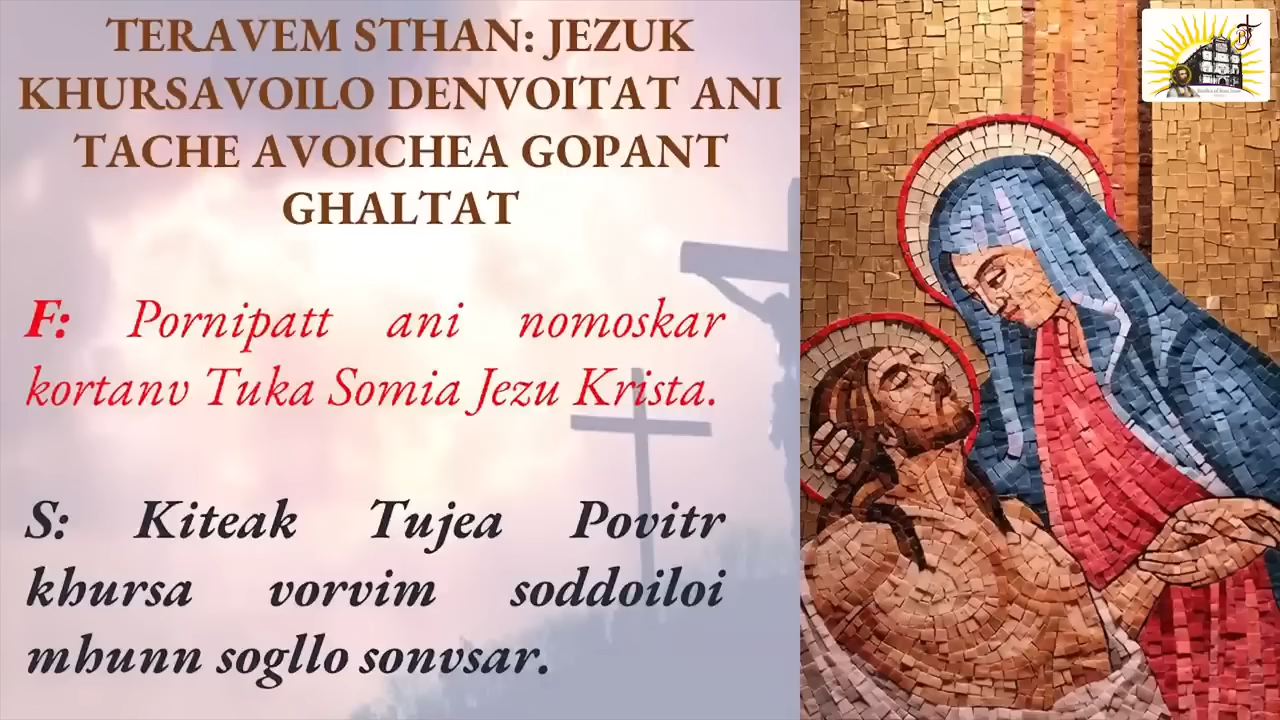 TERAVEM STHAN: JEZUK
KHURSAVOILO DENVOITAT ANI
TACHE AVOICHEA GOPANT
GHALTAT
F: Pornipatt ani nomoskar
kortanv Tuka Somia Jezu Krista.
S: Kiteak Tujea Povitr
khursa vorvim soddoiloi
mhunn sogllo sonvsar.